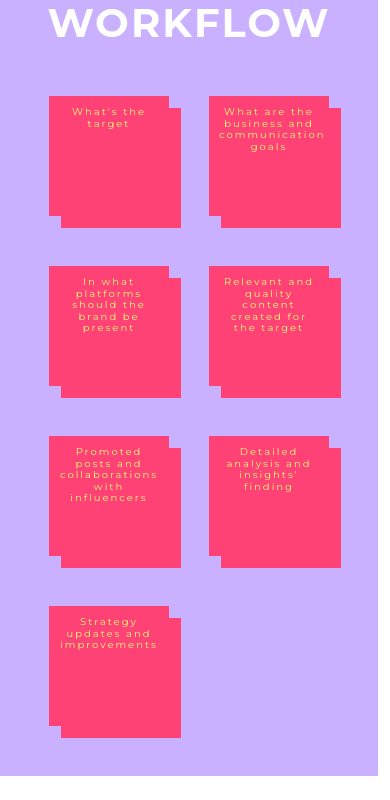 WORKFLOW
What's the
target
What are the
business and
communication
goals
In what
platforms
should the
brand be
present
Relevant and
quality
content
created for
the target
Promoted
posts and
collaborations
with
influencers
Detailed
analysis and
insights'
finding
Strategy
updates and
improvements